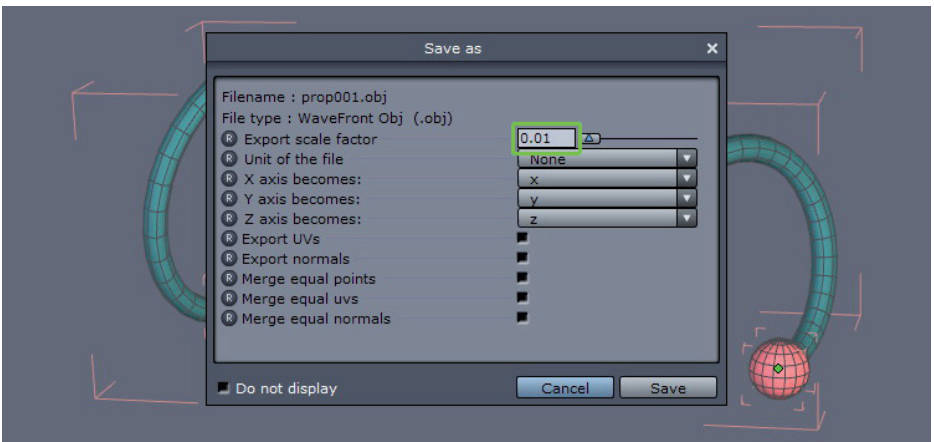 Save as
Filename : prop001.obj
File type : WaveFront Obj (.obj)
R Export scale factor 0.01
R Unit of the file None
R X axis becomes: x
R Y axis becomes: y
R Z axis becomes: z
R Export UVs
R Export normals
R Merge equal points
R Merge equal uvs
R Merge equal normals
Do not display Cancel Save